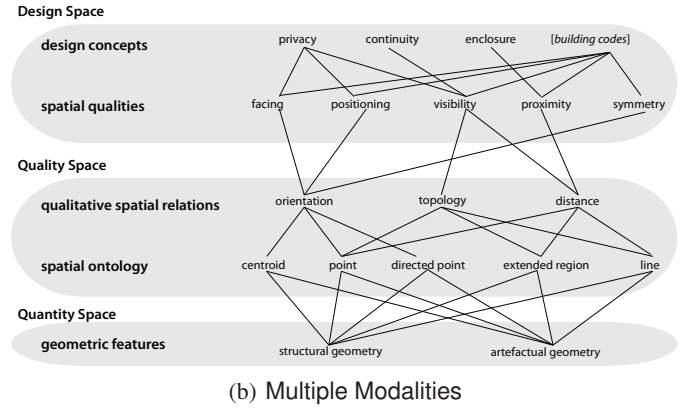 Design Space
design concepts privacy continuity enclosure [building codes]
spatial qualities facing positioning visibility proximity symmetry
Quality Space
qualitative spatial relations orientation topology distance
spatial ontology centroid point directed point extended region line
Quantity Space
geometric features structural geometry artefactual geometry
(b) Multiple Modalities